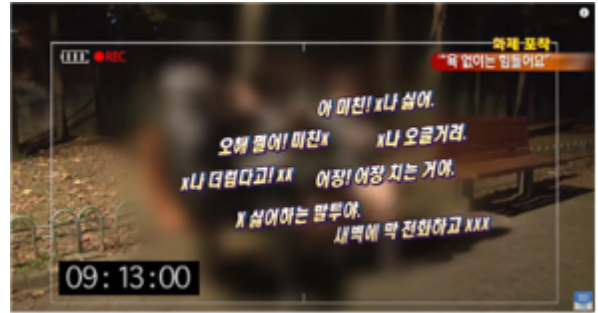 REC
화제 포착
"욕 없이는 힘들어요"
아 미친! x나 싫어.
오해 쩔어! 미친x
x나 오글거려.
x나 더럽다고! xx
어장! 어장 치는 거야.
X 싫어하는 말투야.
새벽에 막 전화하고 XXX
09:13:00